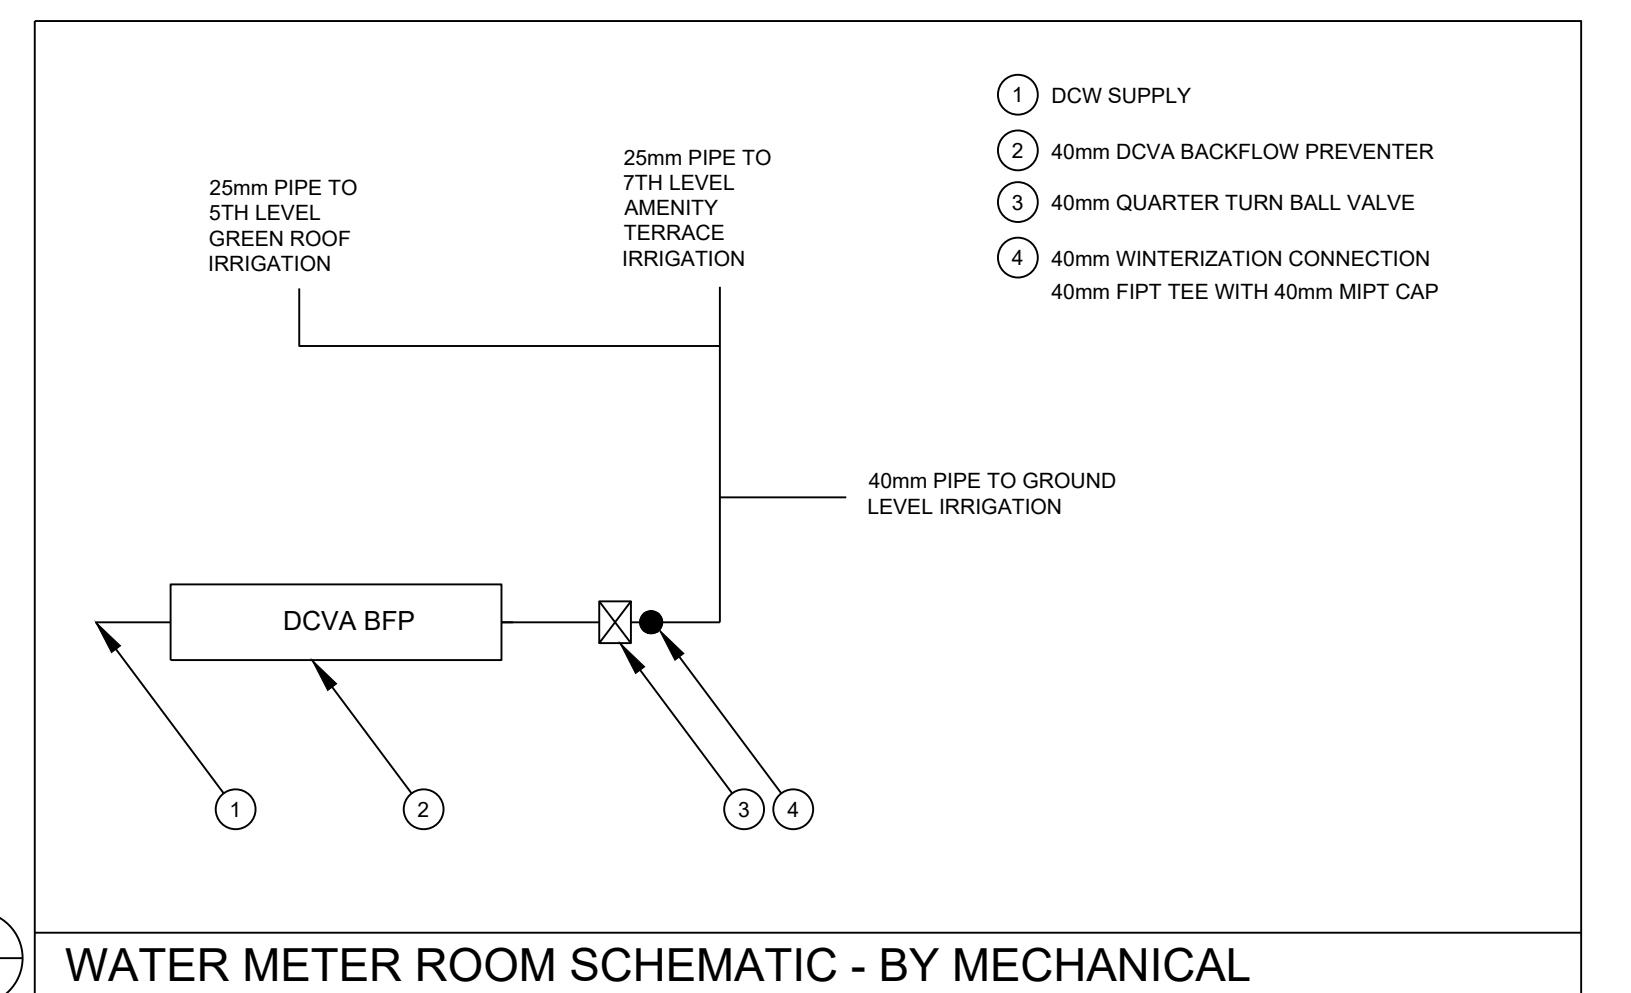 1 DCW SUPPLY
2 40mm DCVA BACKFLOW PREVENTER
3 40mm QUARTER TURN BALL VALVE
4 40mm WINTERIZATION CONNECTION
40mm FIPT TEE WITH 40mm MIPT CAP
25mm PIPE TO
5TH LEVEL
GREEN ROOF
IRRIGATION
25mm PIPE TO
7TH LEVEL
AMENITY
TERRACE
IRRIGATION
40mm PIPE TO GROUND
LEVEL IRRIGATION
DCVA BFP
1
2
3
4
WATER METER ROOM SCHEMATIC - BY MECHANICAL